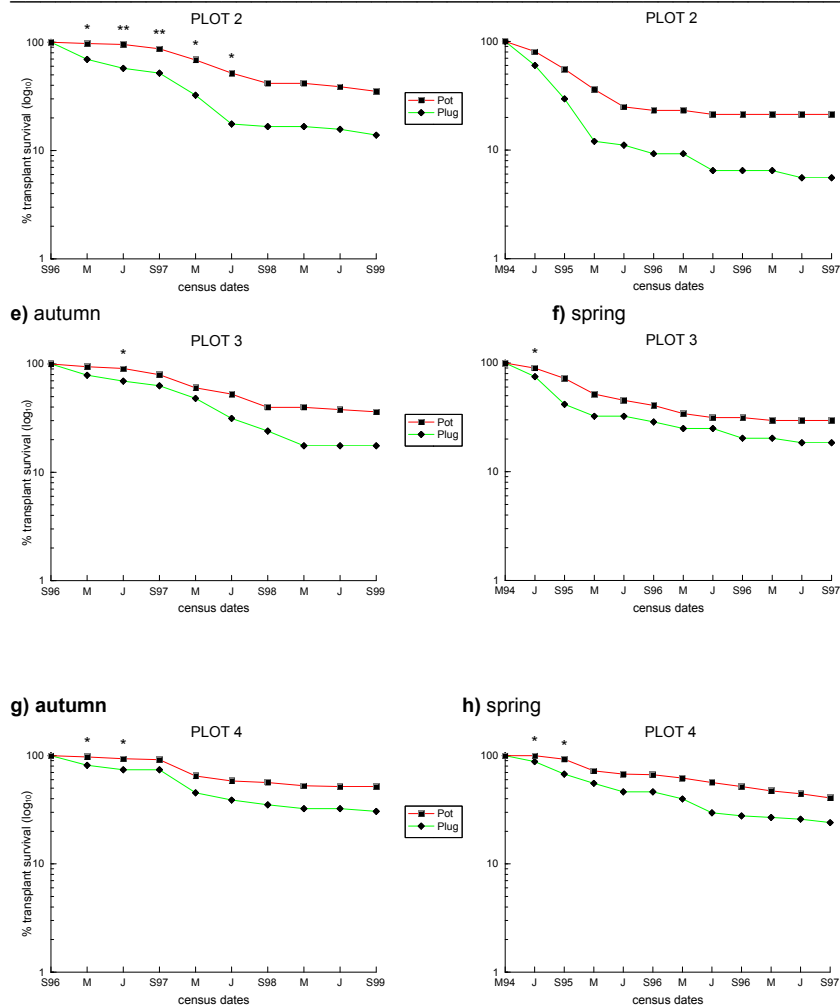 PLOT 2
PLOT 2
* ** ** * *
100
10
1
% transplant survival (log10)
S96 M J S97 M J S98 M J S99
census dates
Pot
Plug
100
10
1
M94 J S95 M J S96 M J S96 M J S97
census dates
e) autumn
f) spring
PLOT 3
PLOT 3
*
100
10
1
% transplant survival (log10)
S96 M J S97 M J S98 M J S99
census dates
Pot
Plug
*
100
10
1
M94 J S95 M J S96 M J S96 M J S97
census dates
g) autumn
h) spring
PLOT 4
PLOT 4
* *
100
10
1
% transplant survival (log10)
S96 M J S97 M J S98 M J S99
census dates
Pot
Plug
* *
100
10
1
M94 J S95 M J S96 M J S96 M J S97
census dates